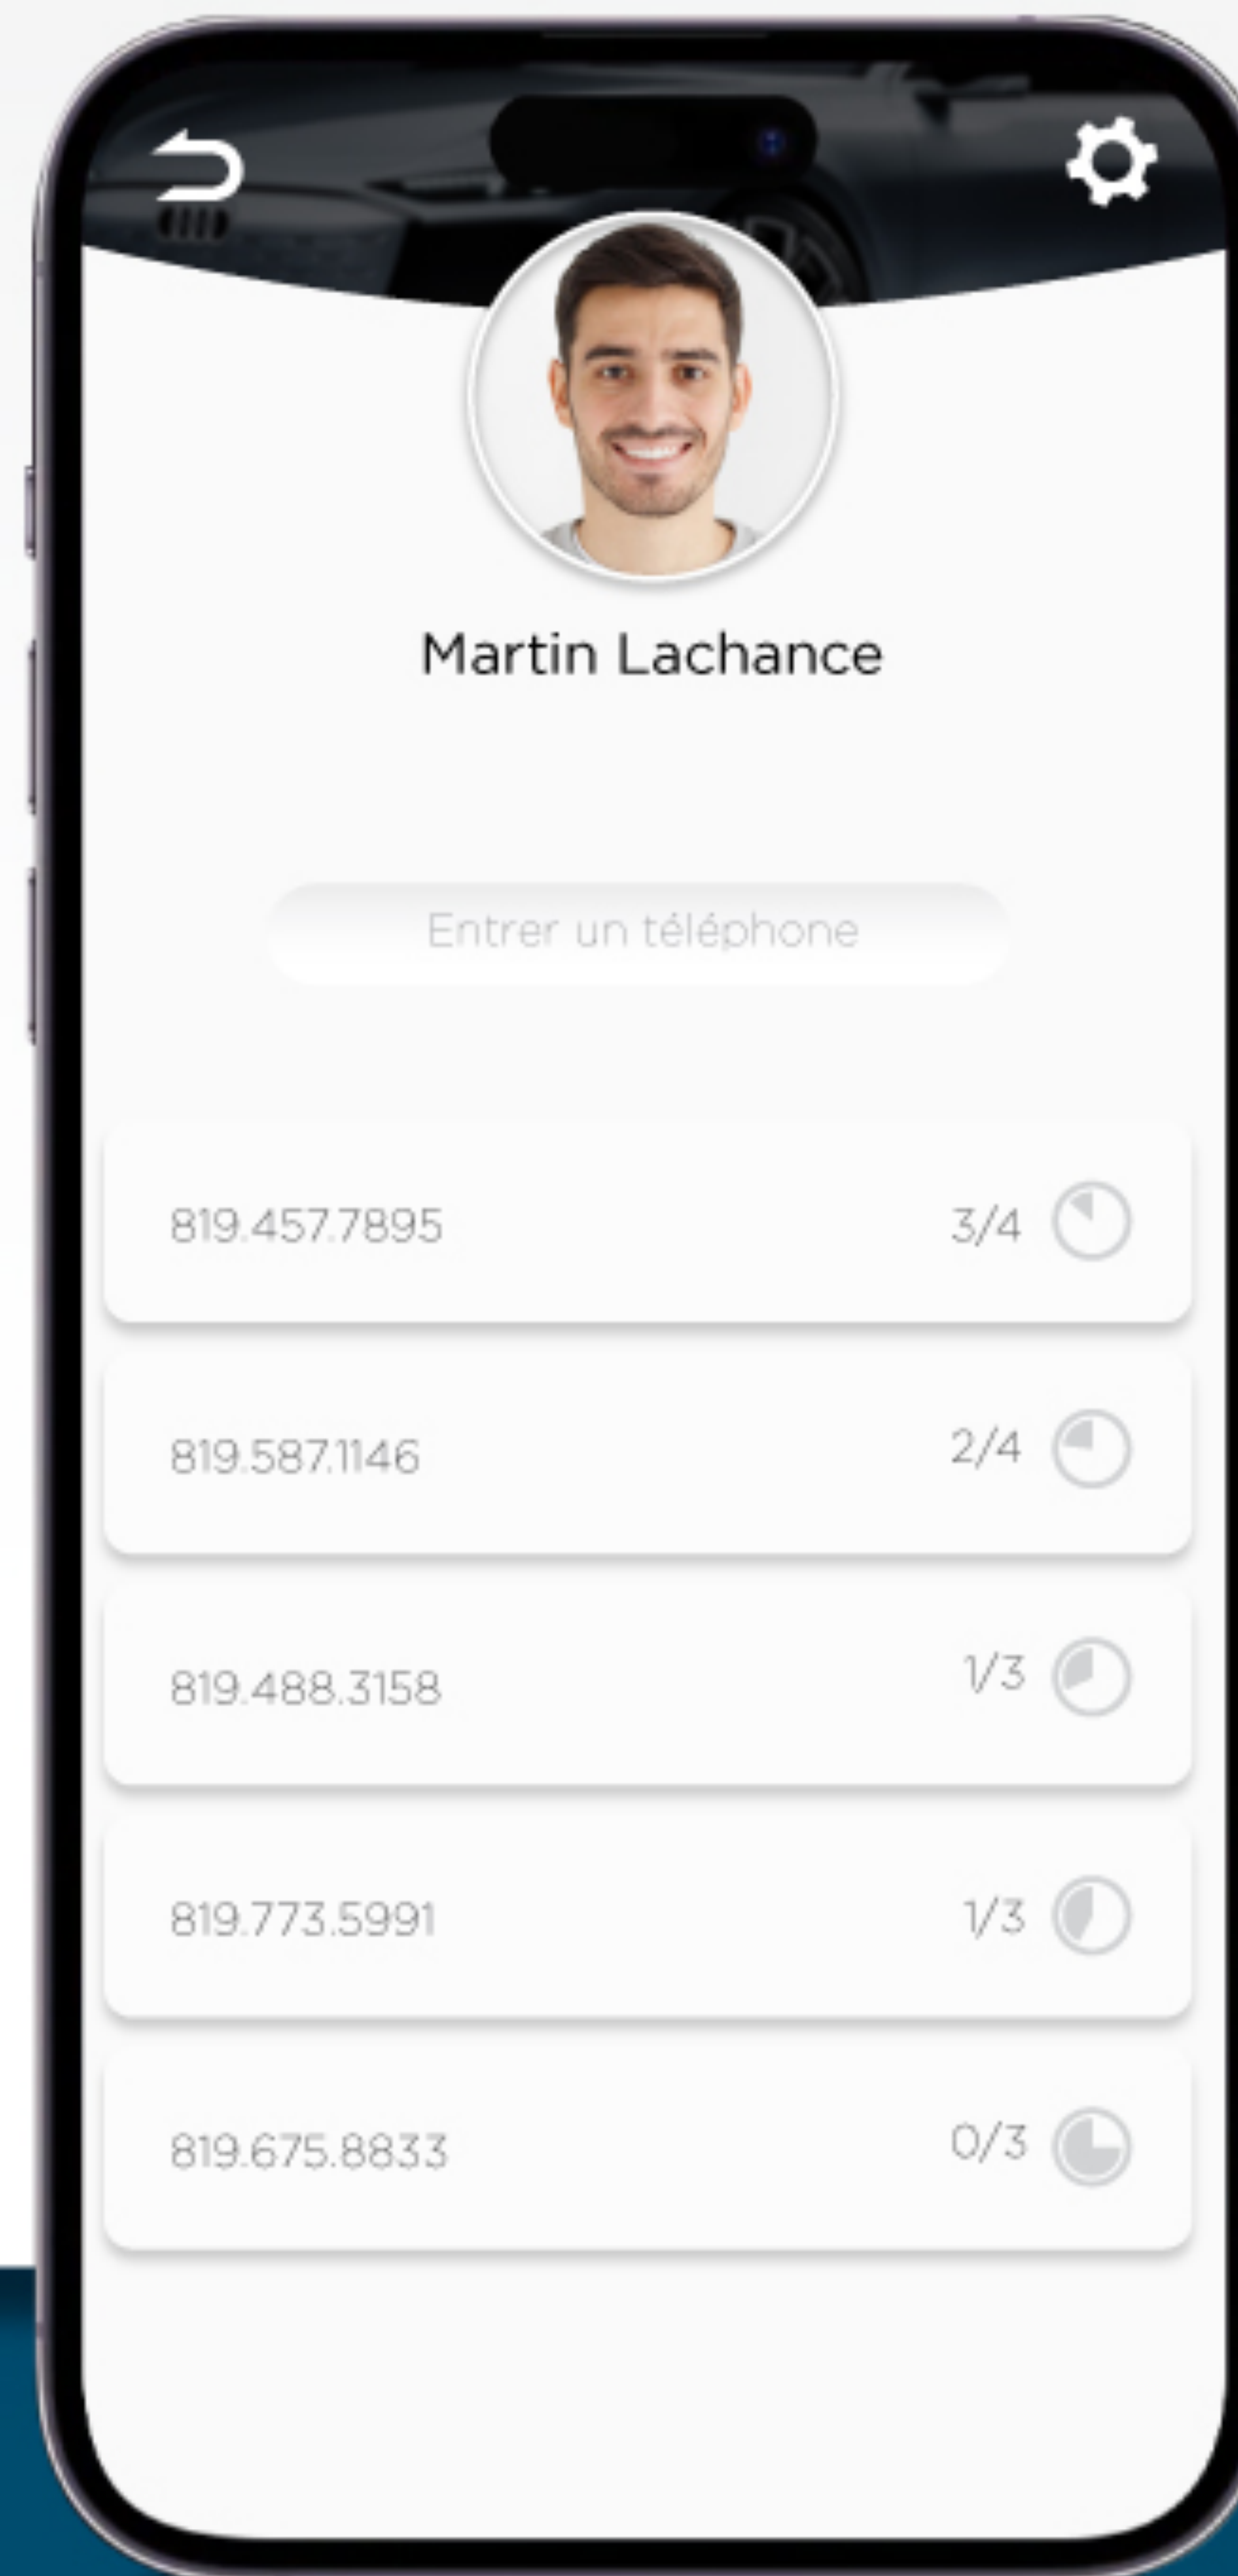 Martin Lachance
Entrer un téléphone
819.457.7895 3/4
819.587.1146 2/4
819.488.3158 1/3
819.773.5991 1/3
819.675.8833 0/3